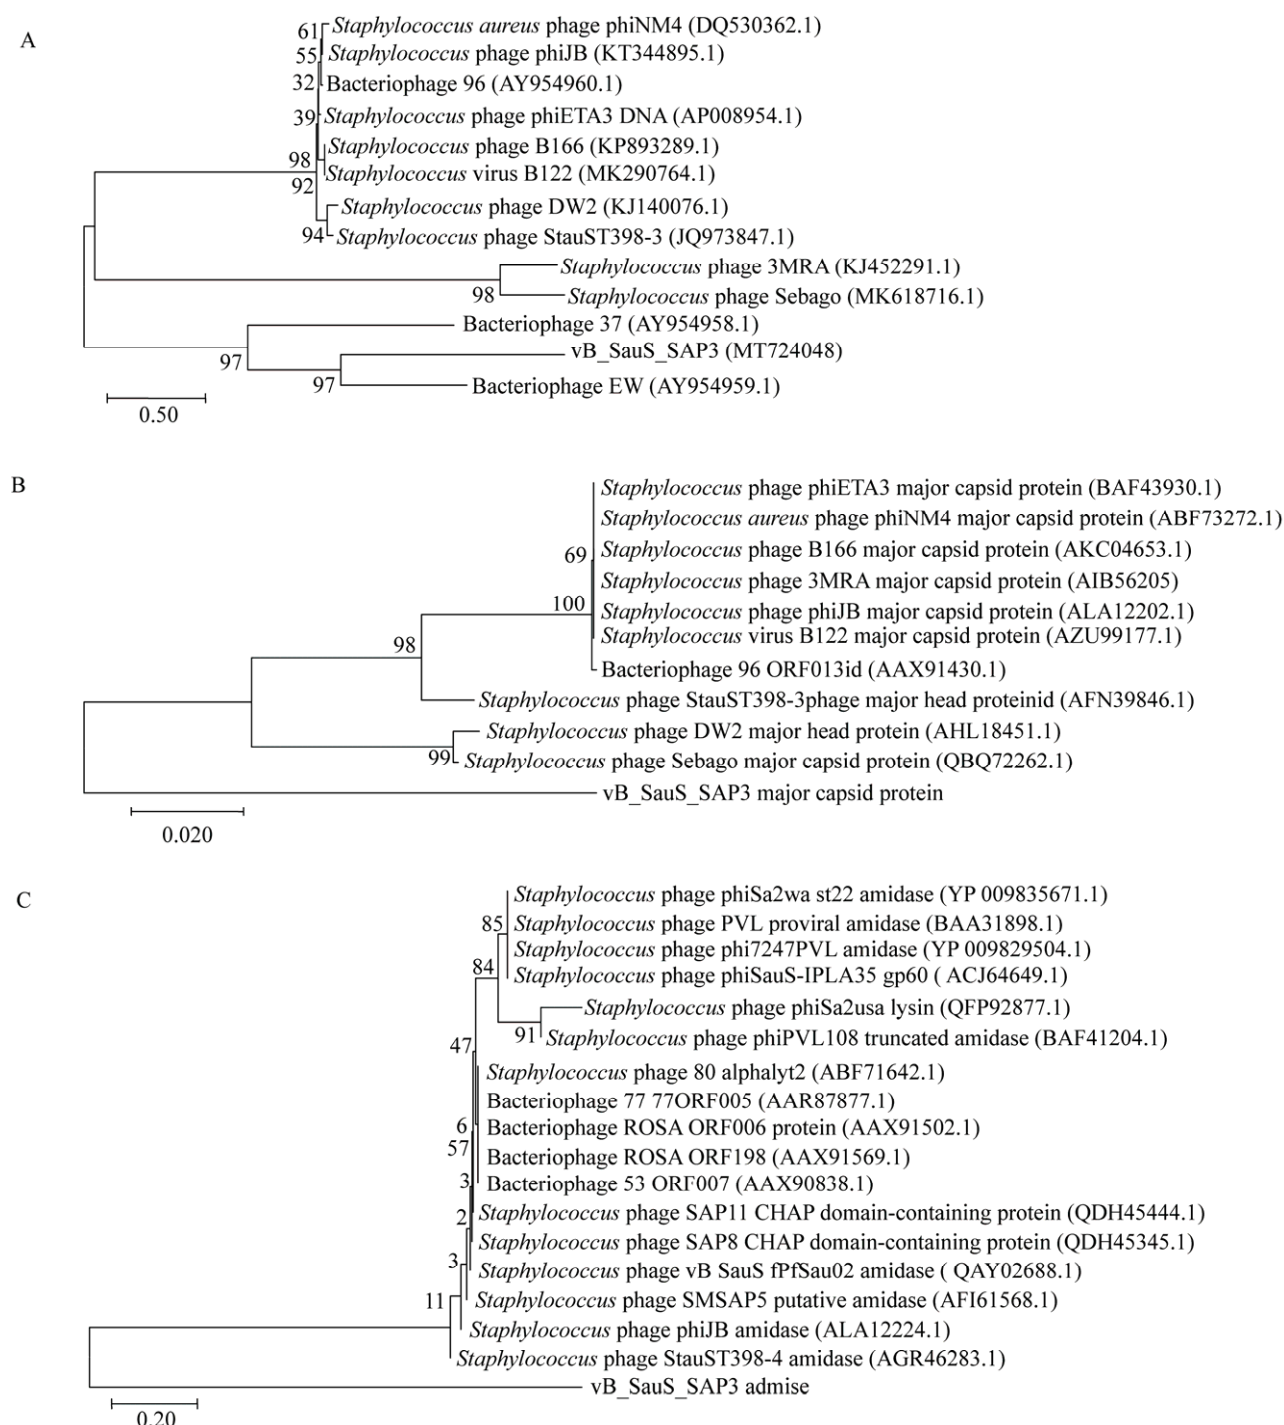 A
61
Staphylococcus aureus phage phiNM4 (DQ530362.1)
55
Staphylococcus phage phiJB (KT344895.1)
32
Bacteriophage 96 (AY954960.1)
39
Staphylococcus phage phiETA3 DNA (AP008954.1)
Staphylococcus phage B166 (KP893289.1)
98
Staphylococcus virus B122 (MK290764.1)
92
Staphylococcus phage DW2 (KJ140076.1)
94
Staphylococcus phage StauST398-3 (JQ973847.1)
Staphylococcus phage 3MRA (KJ452291.1)
98
Staphylococcus phage Sebago (MK618716.1)
Bacteriophage 37 (AY954958.1)
97
vB_SauS_SAP3 (MT724048)
97
Bacteriophage EW (AY954959.1)
0.50
B
Staphylococcus phage phiETA3 major capsid protein (BAF43930.1)
Staphylococcus aureus phage phiNM4 major capsid protein (ABF73272.1)
69
Staphylococcus phage B166 major capsid protein (AKC04653.1)
Staphylococcus phage 3MRA major capsid protein (AIB56205)
100
Staphylococcus phage phiJB major capsid protein (ALA12202.1)
Staphylococcus virus B122 major capsid protein (AZU99177.1)
98
Bacteriophage 96 ORF013id (AAX91430.1)
Staphylococcus phage StauST398-3phage major head proteinid (AFN39846.1)
Staphylococcus phage DW2 major head protein (AHL18451.1)
99
Staphylococcus phage Sebago major capsid protein (QBQ72262.1)
vB_SauS_SAP3 major capsid protein
0.020
C
Staphylococcus phage phiSa2wa st22 amidase (YP 009835671.1)
85
Staphylococcus phage PVL proviral amidase (BAA31898.1)
Staphylococcus phage phi7247PVL amidase (YP 009829504.1)
84
Staphylococcus phage phiSauS-IPLA35 gp60 ( ACJ64649.1)
Staphylococcus phage phiSa2usa lysin (QFP92877.1)
91
Staphylococcus phage phiPVL108 truncated amidase (BAF41204.1)
47
Staphylococcus phage 80 alphalyt2 (ABF71642.1)
Bacteriophage 77 77ORF005 (AAR87877.1)
6
Bacteriophage ROSA ORF006 protein (AAX91502.1)
57
Bacteriophage ROSA ORF198 (AAX91569.1)
3
Bacteriophage 53 ORF007 (AAX90838.1)
2
Staphylococcus phage SAP11 CHAP domain-containing protein (QDH45444.1)
Staphylococcus phage SAP8 CHAP domain-containing protein (QDH45345.1)
3
Staphylococcus phage vB SauS fPfSau02 amidase ( QAY02688.1)
11
Staphylococcus phage SMSAP5 putative amidase (AFI61568.1)
Staphylococcus phage phiJB amidase (ALA12224.1)
Staphylococcus phage StauST398-4 amidase (AGR46283.1)
vB_SauS_SAP3 admise
0.20